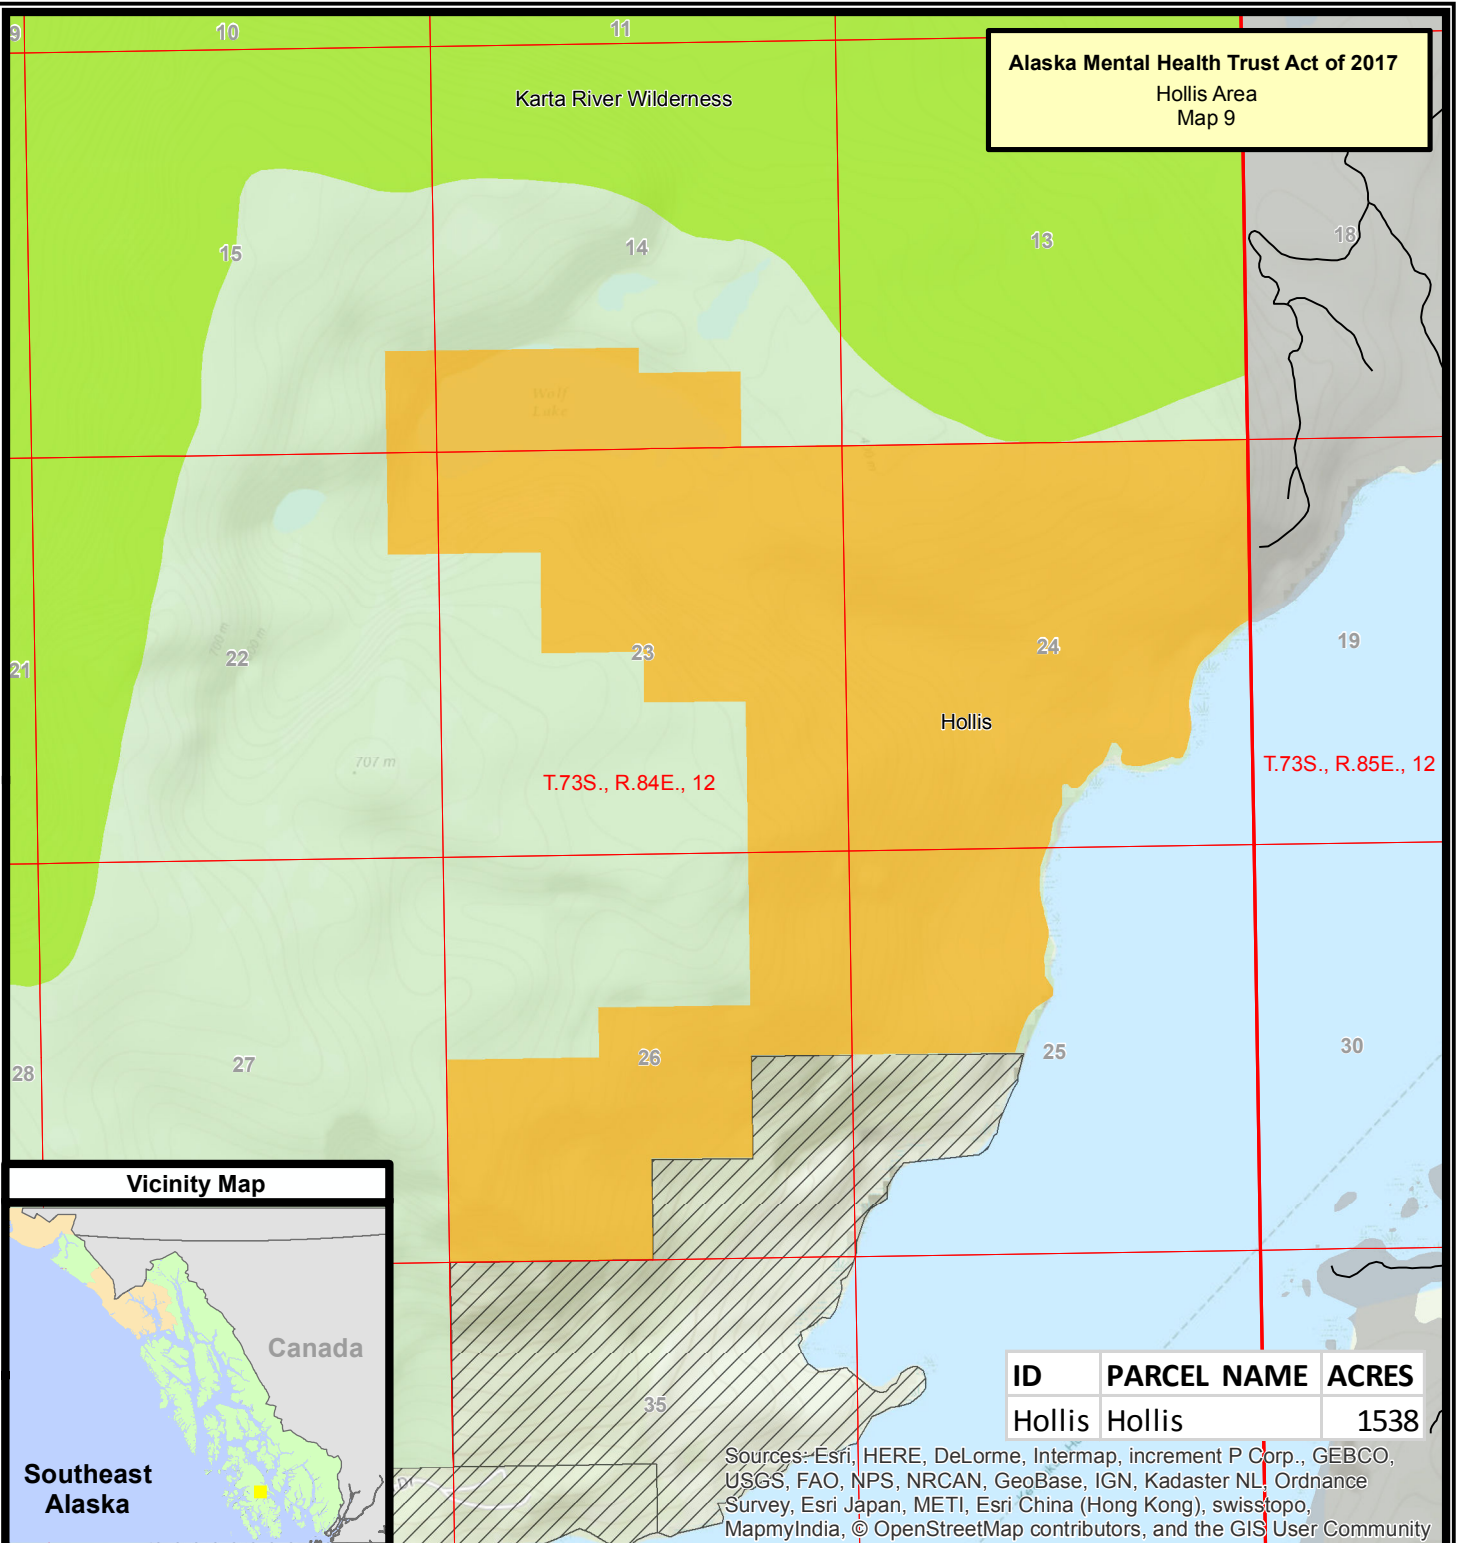 Alaska Mental Health Trust Act of 2017
Hollis Area
Map 9
9
10
11
Karta River Wilderness
15
14
13
18
Wolf
Lake
21
22
700 m
23
24
19
Hollis
707 m
T.73S., R.84E., 12
T.73S., R.85E., 12
28
27
26
25
30
35
Vicinity Map
Canada
Southeast
Alaska
ID PARCEL NAME ACRES
Hollis Hollis 1538
Sources: Esri, HERE, DeLorme, Intermap, increment P Corp., GEBCO,
USGS, FAO, NPS, NRCAN, GeoBase, IGN, Kadaster NL, Ordnance
Survey, Esri Japan, METI, Esri China (Hong Kong), swisstopo,
MapmyIndia, © OpenStreetMap contributors, and the GIS User Community